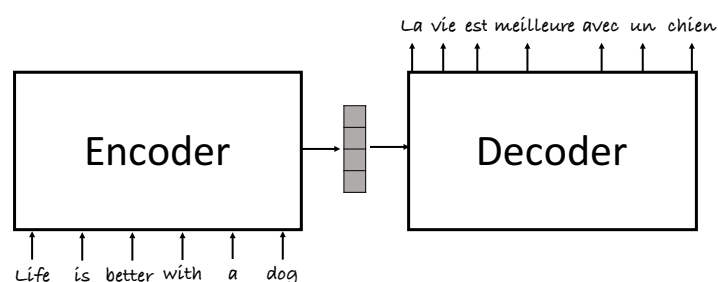 La vie est meilleure avec un chien
Encoder
Decoder
Life is better with a dog